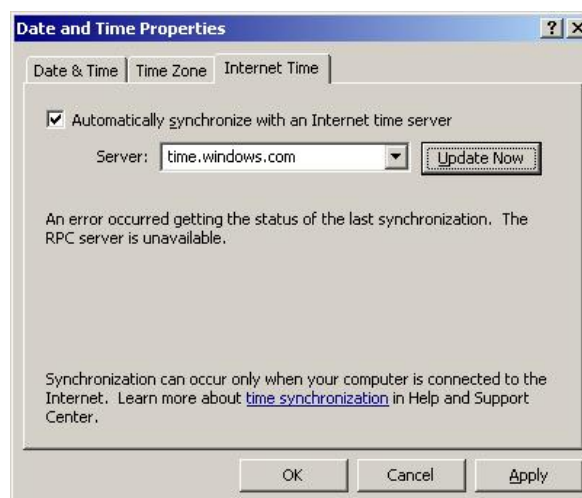 Date and Time Properties
Date & Time
Time Zone
Internet Time
Automatically synchronize with an Internet time server
Server:
time.windows.com
Update Now
An error occurred getting the status of the last synchronization. The
RPC server is unavailable.
Synchronization can occur only when your computer is connected to the
Internet. Learn more about time synchronization in Help and Support
Center.
OK
Cancel
Apply